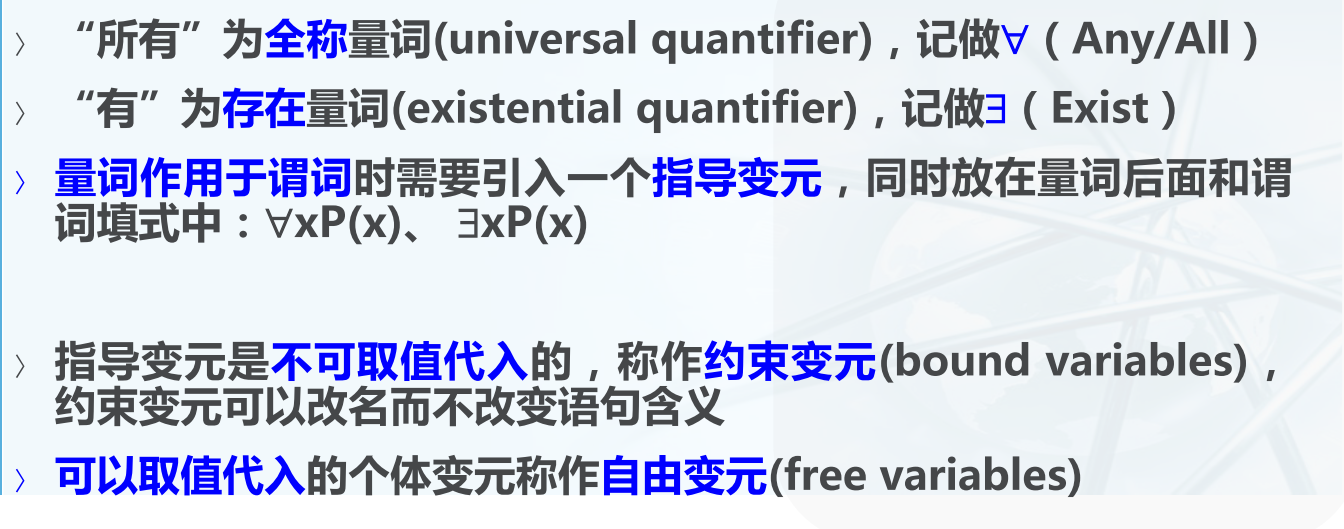 〉 “所有”为全称量词(universal quantifier)，记做∀（Any/All）
〉 “有”为存在量词(existential quantifier)，记做∃（Exist）
〉 量词作用于谓词时需要引入一个指导变元，同时放在量词后面和谓
词填式中：∀xP(x)、 ∃xP(x)
〉 指导变元是不可取值代入的，称作约束变元(bound variables)，
约束变元可以改名而不改变语句含义
〉 可以取值代入的个体变元称作自由变元(free variables)